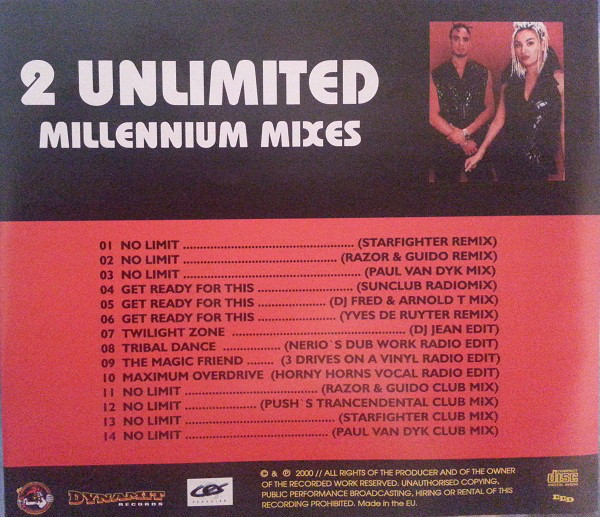 2 UNLIMITED
MILLENNIUM MIXES
01 NO LIMIT ................................................... (STARFIGHTER REMIX)
02 NO LIMIT .............................................. (RAZOR & GUIDO REMIX)
03 NO LIMIT ..................................................... (PAUL VAN DYK MIX)
04 GET READY FOR THIS ...................... (SUNCLUB RADIOMIX)
05 GET READY FOR THIS .................... (DJ FRED & ARNOLD T MIX)
06 GET READY FOR THIS ........................ (YVES DE RUYTER REMIX)
07 TWILIGHT ZONE ..................................................... (DJ JEAN EDIT)
08 TRIBAL DANCE .................. (NERIO`S DUB WORK RADIO EDIT)
09 THE MAGIC FRIEND ...... (3 DRIVES ON A VINYL RADIO EDIT)
10 MAXIMUM OVERDRIVE (HORNY HORNS VOCAL RADIO EDIT)
11 NO LIMIT ........................................ (RAZOR & GUIDO CLUB MIX)
12 NO LIMIT ..................... (PUSH`S TRANCENDENTAL CLUB MIX)
13 NO LIMIT ............................................ (STARFIGHTER CLUB MIX)
14 NO LIMIT ........................................... (PAUL VAN DYK CLUB MIX)
DYNAMIT
RECORDS
© & ℗ 2000 // ALL RIGHTS OF THE PRODUCER AND OF THE OWNER
OF THE RECORDED WORK RESERVED. UNAUTHORISED COPYING,
PUBLIC PERFORMANCE BROADCASTING, HIRING OR RENTAL OF THIS
RECORDING PROHIBITED. Made in the EU.
COMPACT
disc
DIGITAL AUDIO